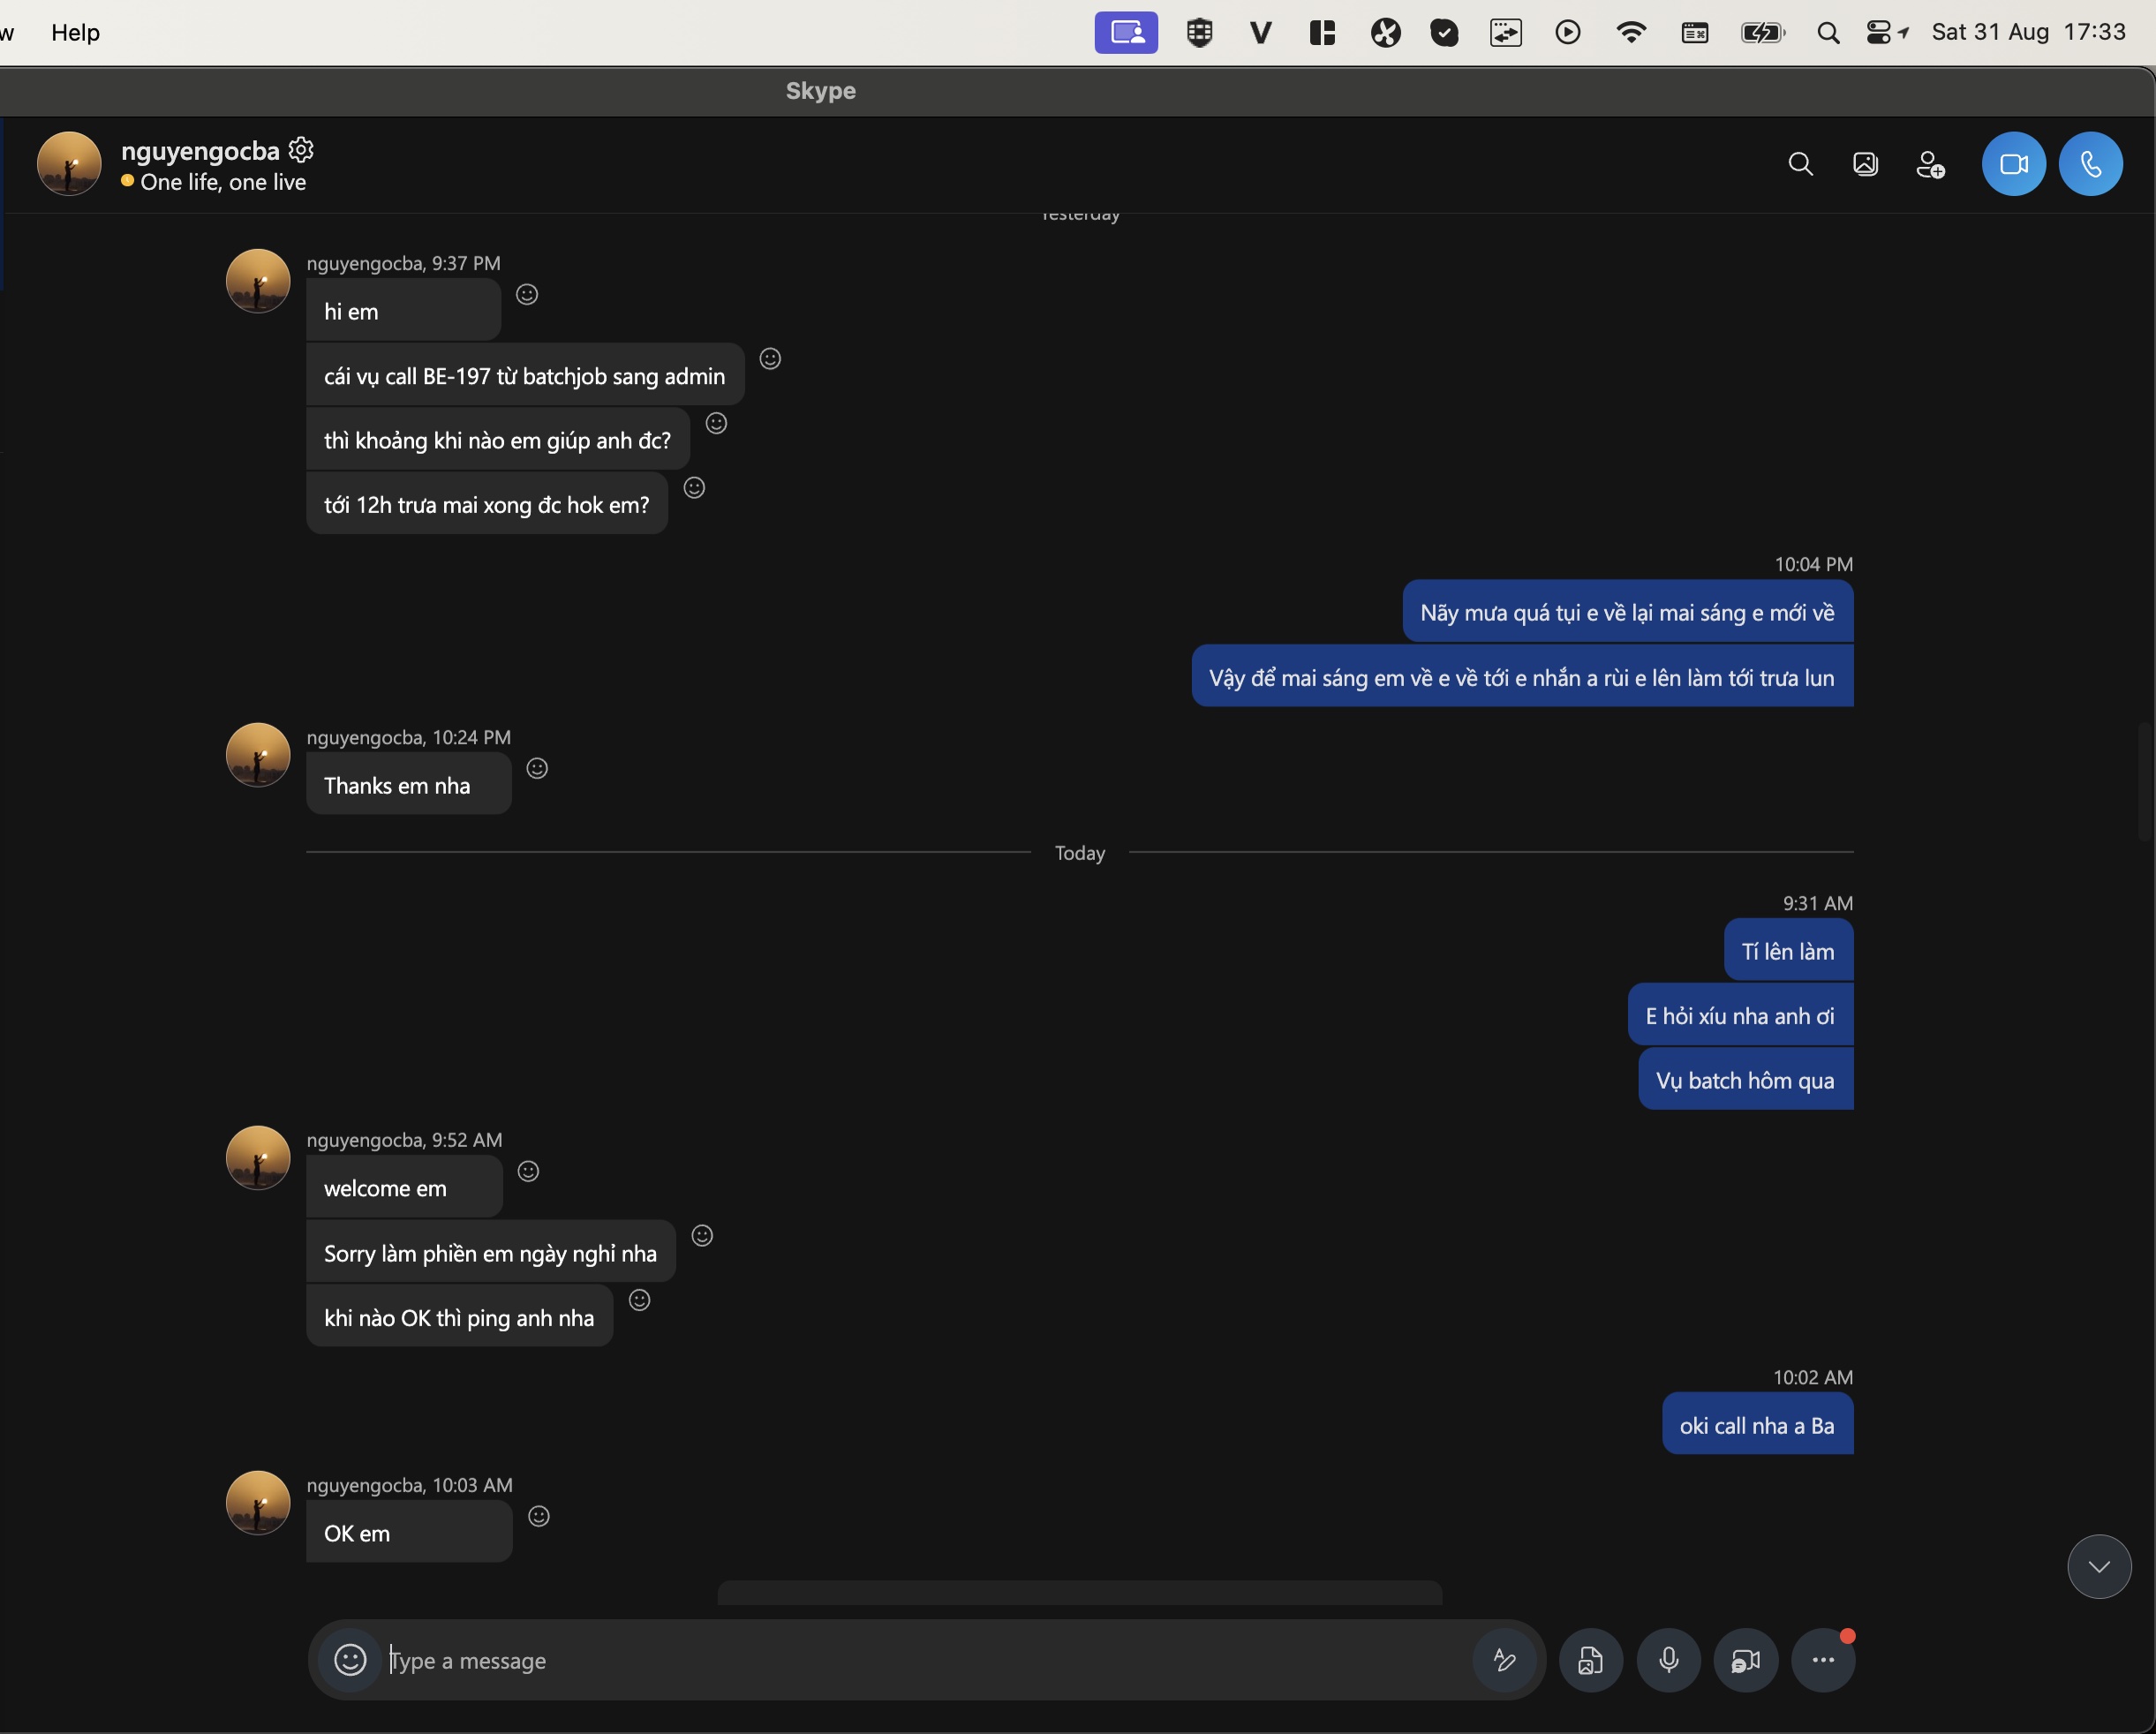 Help
Sat 31 Aug 17:33
Skype
nguyengocba
One life, one live
Yesterday
nguyengocba, 9:37 PM
hi em
cái vụ call BE-197 từ batchjob sang admin
thì khoảng khi nào em giúp anh đc?
tới 12h trưa mai xong đc hok em?
10:04 PM
Nãy mưa quá tụi e về lại mai sáng e mới về
Vậy để mai sáng em về e về tới e nhắn a rùi e lên làm tới trưa lun
nguyengocba, 10:24 PM
Thanks em nha
Today
9:31 AM
Tí lên làm
E hỏi xíu nha anh ơi
Vụ batch hôm qua
nguyengocba, 9:52 AM
welcome em
Sorry làm phiền em ngày nghỉ nha
khi nào OK thì ping anh nha
10:02 AM
oki call nha a Ba
nguyengocba, 10:03 AM
OK em
Type a message